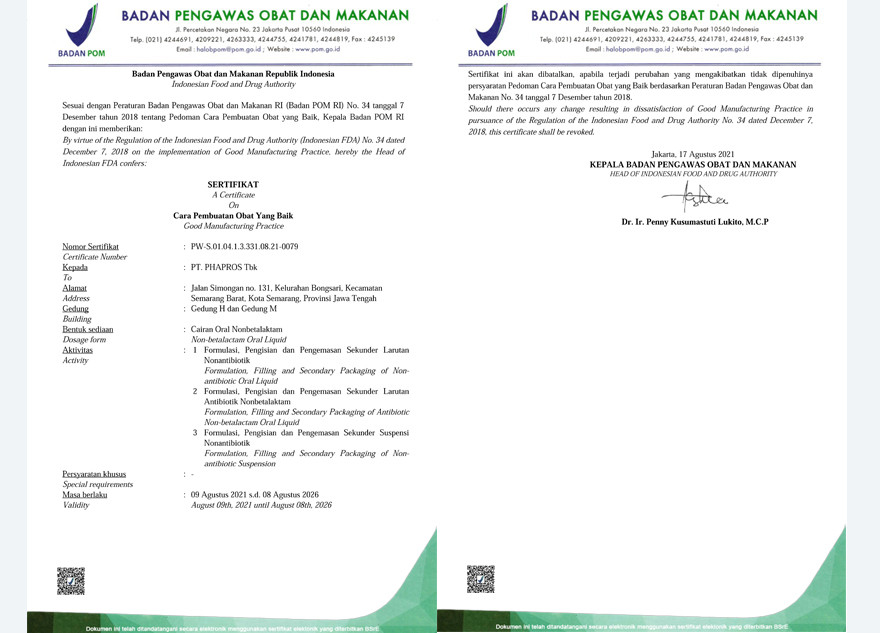 BADAN POM
BADAN PENGAWAS OBAT DAN MAKANAN
Jl. Percetakan Negara No. 23 Jakarta Pusat 10560 Indonesia
Telp. (021) 4244691, 4209221, 4263333, 4244755, 4241781, 4244819, Fax : 4245139
Email : halobpom@pom.go.id ; Website : www.pom.go.id
Badan Pengawas Obat dan Makanan Republik Indonesia
Indonesian Food and Drug Authority
Sesuai dengan Peraturan Badan Pengawas Obat dan Makanan RI (Badan POM RI) No. 34 tanggal 7
Desember tahun 2018 tentang Pedoman Cara Pembuatan Obat yang Baik, Kepala Badan POM RI
dengan ini memberikan:
By virtue of the Regulation of the Indonesian Food and Drug Authority (Indonesian FDA) No. 34 dated
December 7, 2018 on the implementation of Good Manufacturing Practice, hereby the Head of
Indonesian FDA confers:
SERTIFIKAT
A Certificate
On
Cara Pembuatan Obat Yang Baik
Good Manufacturing Practice
Nomor Sertifikat : PW-S.01.04.1.3.331.08.21-0079
Certificate Number
Kepada : PT. PHAPROS Tbk
To
Alamat : Jalan Simongan no. 131, Kelurahan Bongsari, Kecamatan
Address Semarang Barat, Kota Semarang, Provinsi Jawa Tengah
Gedung : Gedung H dan Gedung M
Building
Bentuk sediaan : Cairan Oral Nonbetalaktam
Dosage form Non-betalactam Oral Liquid
Aktivitas : 1 Formulasi, Pengisian dan Pengemasan Sekunder Larutan
Activity Nonantibiotik
Formulation, Filling and Secondary Packaging of Non-
antibiotic Oral Liquid
2 Formulasi, Pengisian dan Pengemasan Sekunder Larutan
Antibiotik Nonbetalaktam
Formulation, Filling and Secondary Packaging of Antibiotic
Non-betalactam Oral Liquid
3 Formulasi, Pengisian dan Pengemasan Sekunder Suspensi
Nonantibiotik
Formulation, Filling and Secondary Packaging of Non-
antibiotic Suspension
Persyaratan khusus : -
Special requirements
Masa berlaku : 09 Agustus 2021 s.d. 08 Agustus 2026
Validity August 09th, 2021 until August 08th, 2026
Dokumen ini telah ditandatangani secara elektronik menggunakan sertifikat elektronik yang diterbitkan BSrE
BADAN POM
BADAN PENGAWAS OBAT DAN MAKANAN
Jl. Percetakan Negara No. 23 Jakarta Pusat 10560 Indonesia
Telp. (021) 4244691, 4209221, 4263333, 4244755, 4241781, 4244819, Fax : 4245139
Email : halobpom@pom.go.id ; Website : www.pom.go.id
Sertifikat ini akan dibatalkan, apabila terjadi perubahan yang mengakibatkan tidak dipenuhinya
persyaratan Pedoman Cara Pembuatan Obat yang Baik berdasarkan Peraturan Badan Pengawas Obat dan
Makanan No. 34 tanggal 7 Desember tahun 2018.
Should there occurs any change resulting in dissatisfaction of Good Manufacturing Practice in
pursuance of the Regulation of the Indonesian Food and Drug Authority No. 34 dated December 7,
2018, this certificate shall be revoked.
Jakarta, 17 Agustus 2021
KEPALA BADAN PENGAWAS OBAT DAN MAKANAN
HEAD OF INDONESIAN FOOD AND DRUG AUTHORITY
Dr. Ir. Penny Kusumastuti Lukito, M.C.P
Dokumen ini telah ditandatangani secara elektronik menggunakan sertifikat elektronik yang diterbitkan BSrE